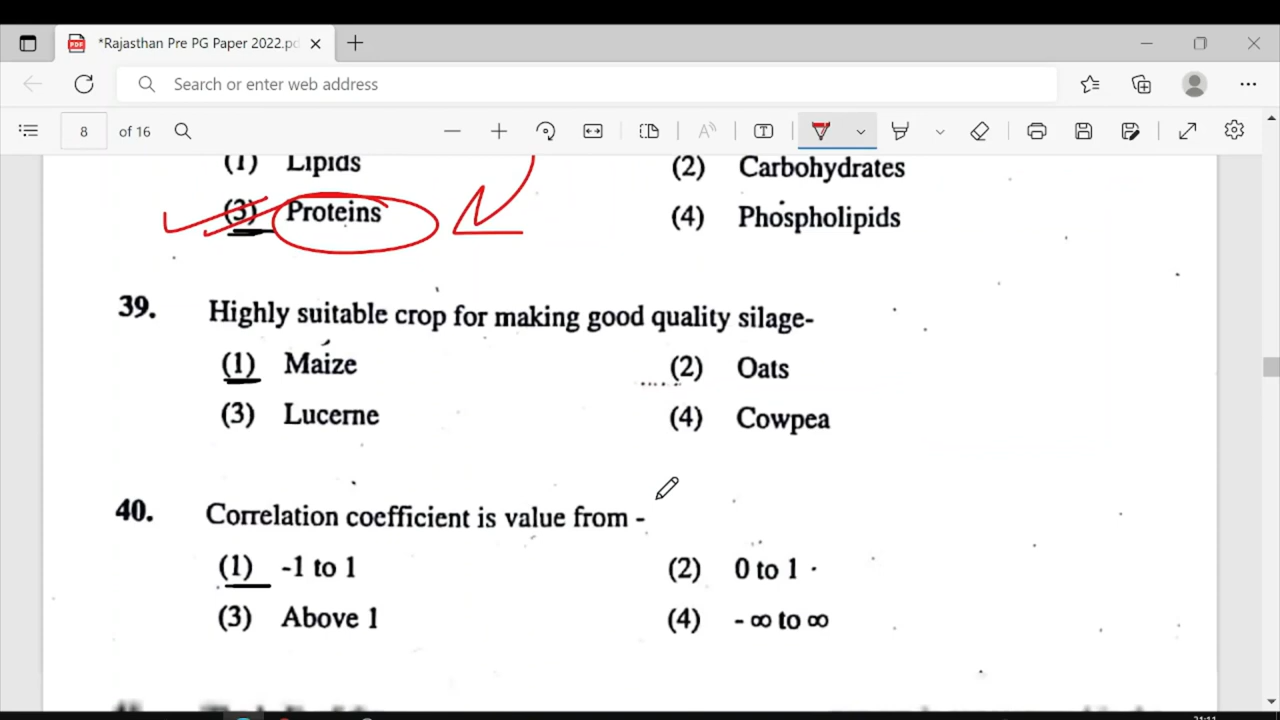 *Rajasthan Pre PG Paper 2022.pd
Search or enter web address
8 of 16
(1) Lipids (2) Carbohydrates
(3) Proteins (4) Phospholipids
39. Highly suitable crop for making good quality silage-
(1) Maize (2) Oats
(3) Lucerne (4) Cowpea
40. Correlation coefficient is value from -
(1) -1 to 1 (2) 0 to 1
(3) Above 1 (4) - ∞ to ∞